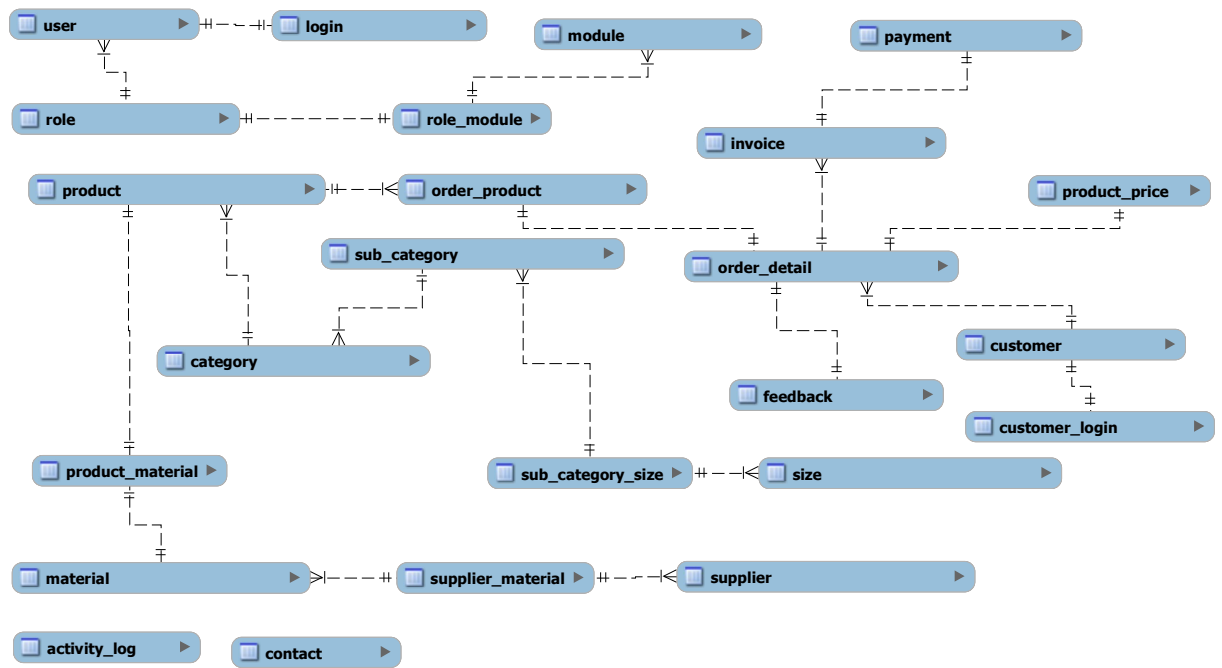 user
login
module
payment
role
role_module
invoice
product
order_product
product_price
sub_category
order_detail
category
customer
feedback
customer_login
product_material
sub_category_size
size
material
supplier_material
supplier
activity_log
contact